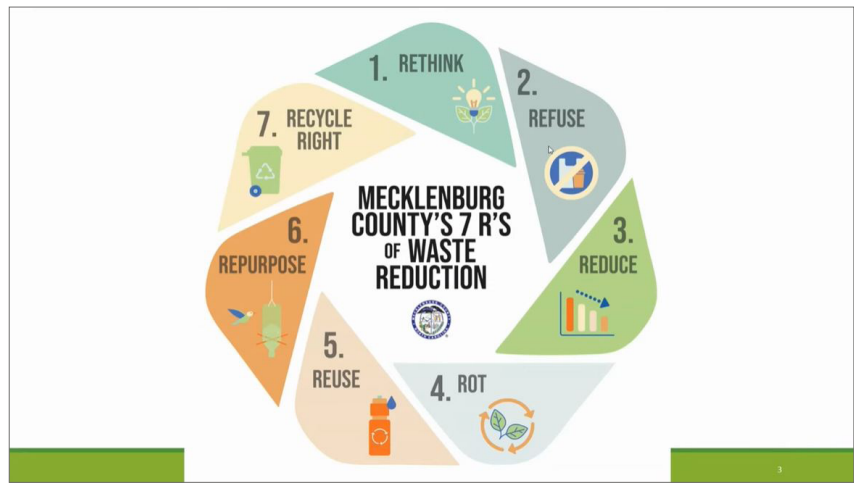 1. RETHINK
2.
REFUSE
3.
REDUCE
4. ROT
5.
REUSE
6.
REPURPOSE
7. RECYCLE
RIGHT
MECKLENBURG
COUNTY'S 7 R'S
OF WASTE
REDUCTION
3